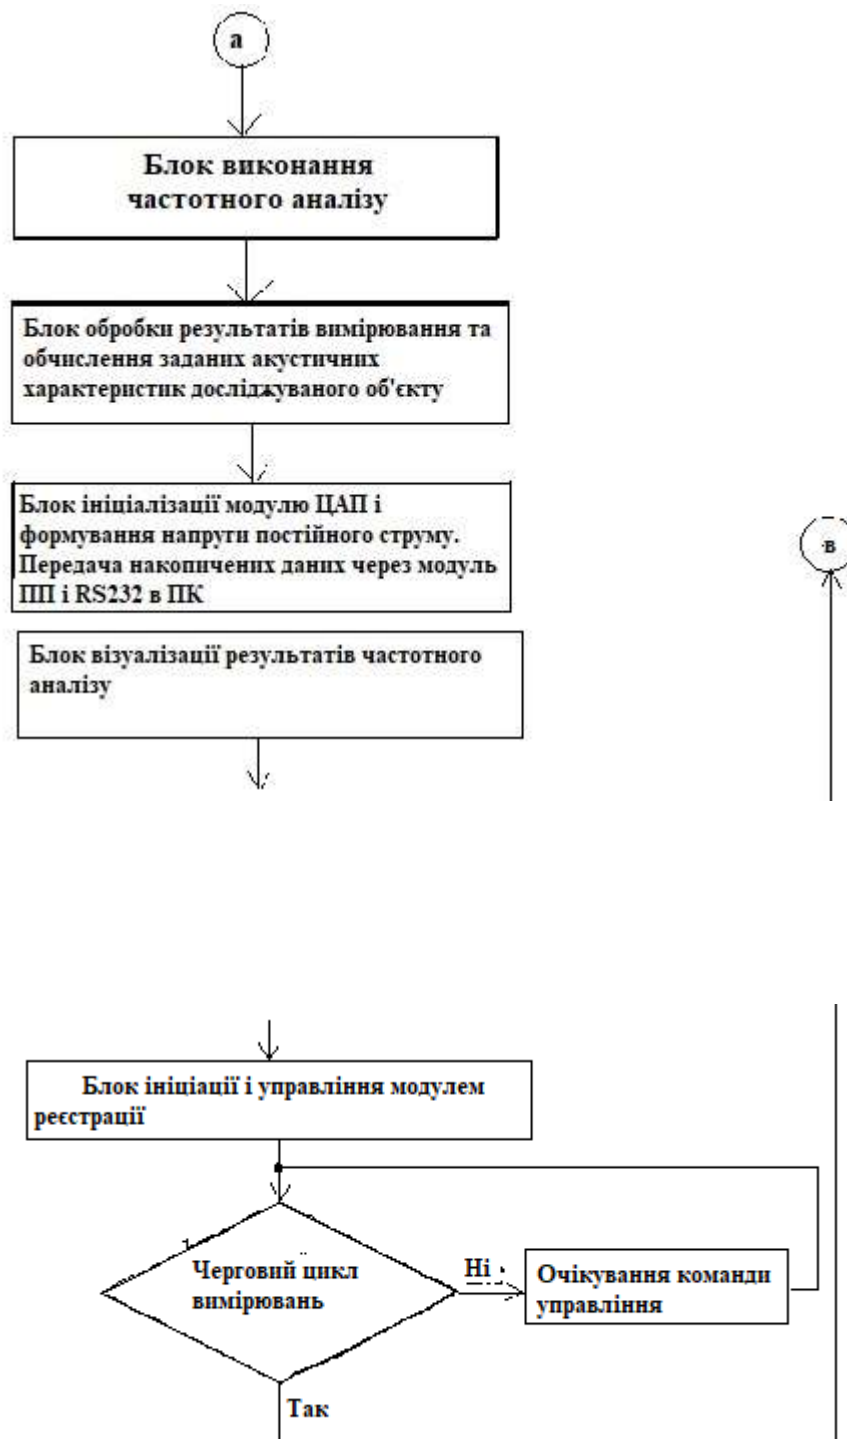 а
Блок виконання
частотного аналізу
Блок обробки результатів вимірювання та
обчислення заданих акустичних
характеристик досліджуваного об'єкту
Блок ініціалізації модулю ЦАП і
формування напруги постійного струму.
Передача накопичених даних через модуль
ПП і RS232 в ПК
в
Блок візуалізації результатів частотного
аналізу
Блок ініціації і управління модулем
реєстрації
Черговий цикл
вимірювань
Ні
Очікування команди
управління
Так